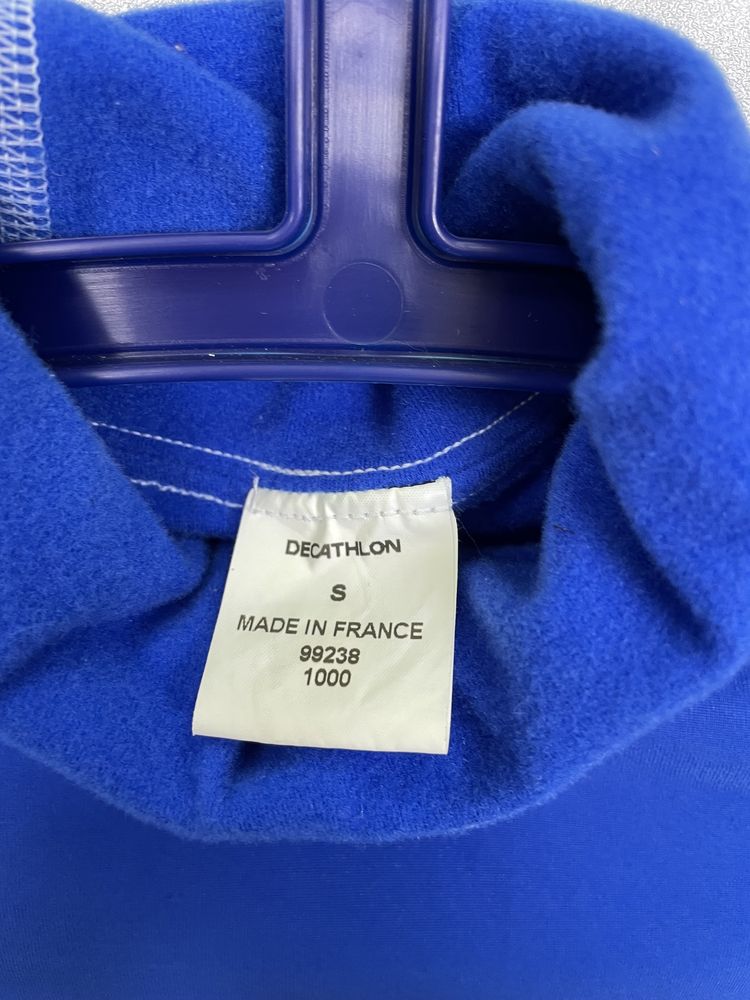 DECATHLON
S
MADE IN FRANCE
99238
1000